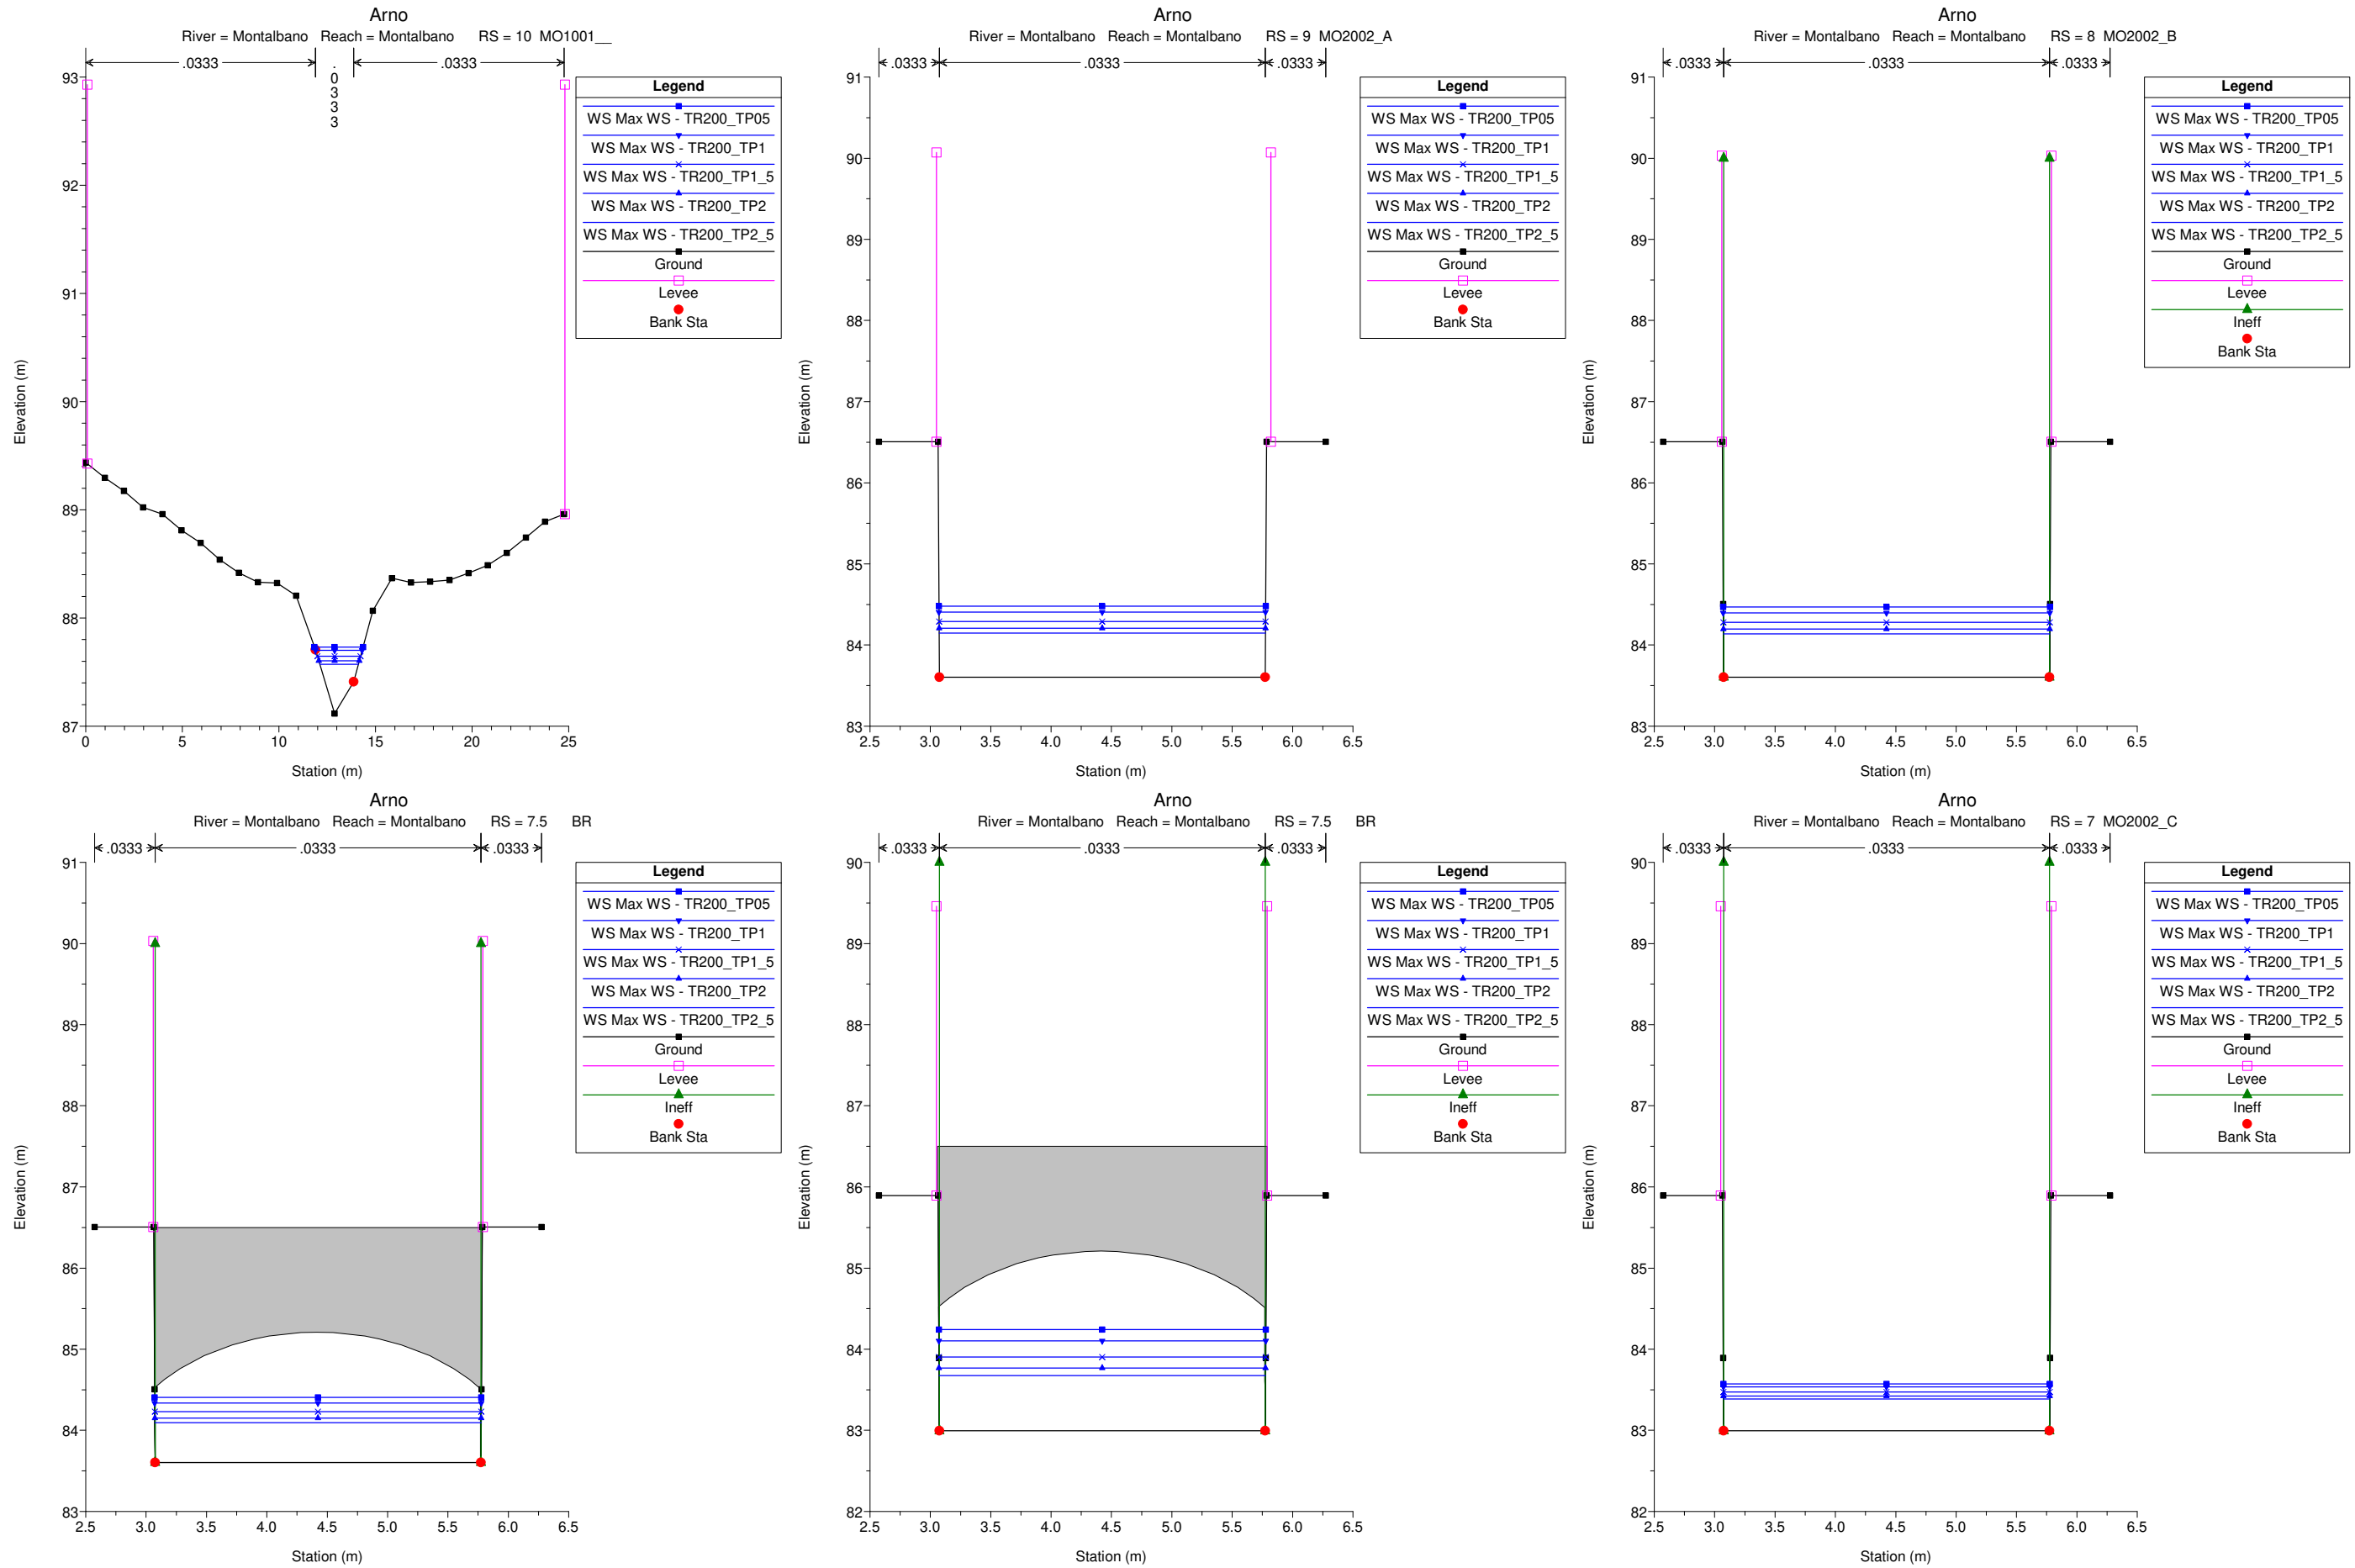 Arno
River = Montalbano Reach = Montalbano RS = 10 MO1001__
.0333 .0333 .0333
93
92
91
90
89
88
87
0 5 10 15 20 25
Elevation (m)
Station (m)
Legend
WS Max WS - TR200_TP05
WS Max WS - TR200_TP1
WS Max WS - TR200_TP1_5
WS Max WS - TR200_TP2
WS Max WS - TR200_TP2_5
Ground
Levee
Bank Sta
Arno
River = Montalbano Reach = Montalbano RS = 9 MO2002_A
.0333 .0333 .0333
91
90
89
88
87
86
85
84
83
2.5 3.0 3.5 4.0 4.5 5.0 5.5 6.0 6.5
Elevation (m)
Station (m)
Legend
WS Max WS - TR200_TP05
WS Max WS - TR200_TP1
WS Max WS - TR200_TP1_5
WS Max WS - TR200_TP2
WS Max WS - TR200_TP2_5
Ground
Levee
Bank Sta
Arno
River = Montalbano Reach = Montalbano RS = 8 MO2002_B
.0333 .0333 .0333
91
90
89
88
87
86
85
84
83
2.5 3.0 3.5 4.0 4.5 5.0 5.5 6.0 6.5
Elevation (m)
Station (m)
Legend
WS Max WS - TR200_TP05
WS Max WS - TR200_TP1
WS Max WS - TR200_TP1_5
WS Max WS - TR200_TP2
WS Max WS - TR200_TP2_5
Ground
Levee
Ineff
Bank Sta
Arno
River = Montalbano Reach = Montalbano RS = 7.5 BR
.0333 .0333 .0333
91
90
89
88
87
86
85
84
83
2.5 3.0 3.5 4.0 4.5 5.0 5.5 6.0 6.5
Elevation (m)
Station (m)
Legend
WS Max WS - TR200_TP05
WS Max WS - TR200_TP1
WS Max WS - TR200_TP1_5
WS Max WS - TR200_TP2
WS Max WS - TR200_TP2_5
Ground
Levee
Ineff
Bank Sta
Arno
River = Montalbano Reach = Montalbano RS = 7.5 BR
.0333 .0333 .0333
90
89
88
87
86
85
84
83
82
2.5 3.0 3.5 4.0 4.5 5.0 5.5 6.0 6.5
Elevation (m)
Station (m)
Legend
WS Max WS - TR200_TP05
WS Max WS - TR200_TP1
WS Max WS - TR200_TP1_5
WS Max WS - TR200_TP2
WS Max WS - TR200_TP2_5
Ground
Levee
Ineff
Bank Sta
Arno
River = Montalbano Reach = Montalbano RS = 7 MO2002_C
.0333 .0333 .0333
90
89
88
87
86
85
84
83
82
2.5 3.0 3.5 4.0 4.5 5.0 5.5 6.0 6.5
Elevation (m)
Station (m)
Legend
WS Max WS - TR200_TP05
WS Max WS - TR200_TP1
WS Max WS - TR200_TP1_5
WS Max WS - TR200_TP2
WS Max WS - TR200_TP2_5
Ground
Levee
Ineff
Bank Sta